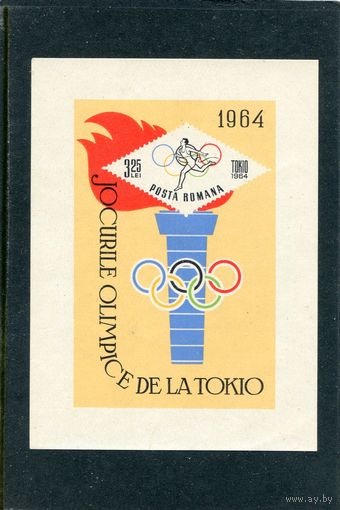 1964
3.25
LEI
TOKIO
1964
POSTA ROMANA
JOCURILE OLIMPICE DE LA TOKIO
www.ay.by